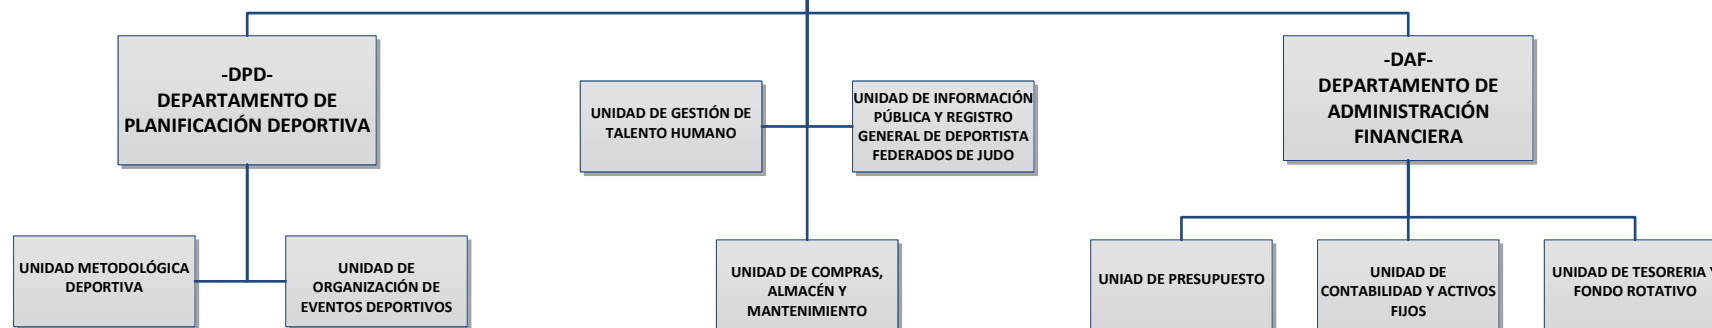 -DPD-
DEPARTAMENTO DE
PLANIFICACIÓN DEPORTIVA
UNIDAD DE GESTIÓN DE
TALENTO HUMANO
UNIDAD DE INFORMACIÓN
PÚBLICA Y REGISTRO
GENERAL DE DEPORTISTA
FEDERADOS DE JUDO
-DAF-
DEPARTAMENTO DE
ADMINISTRACIÓN
FINANCIERA
UNIDAD METODOLÓGICA
DEPORTIVA
UNIDAD DE
ORGANIZACIÓN DE
EVENTOS DEPORTIVOS
UNIDAD DE COMPRAS,
ALMACÉN Y
MANTENIMIENTO
UNIAD DE PRESUPUESTO
UNIDAD DE
CONTABILIDAD Y ACTIVOS
FIJOS
UNIDAD DE TESORERIA Y
FONDO ROTATIVO